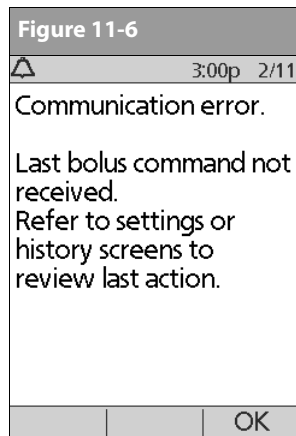 Figure 11-6
3:00p 2/11
Communication error.
Last bolus command not
received.
Refer to settings or
history screens to
review last action.
OK